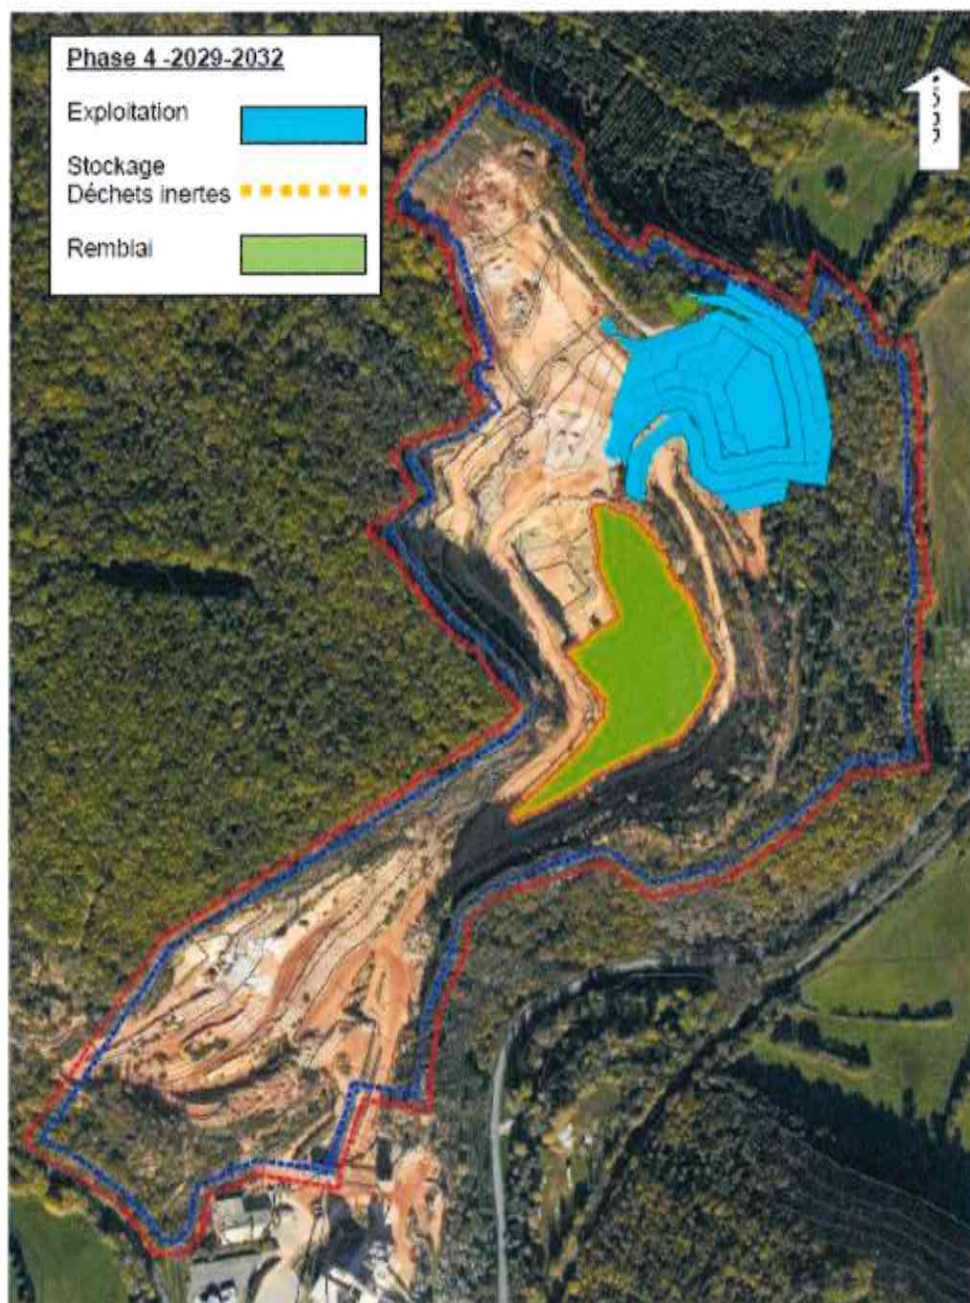 Phase 4 -2029-2032
Exploitation
Stockage
Déchets inertes
Remblai